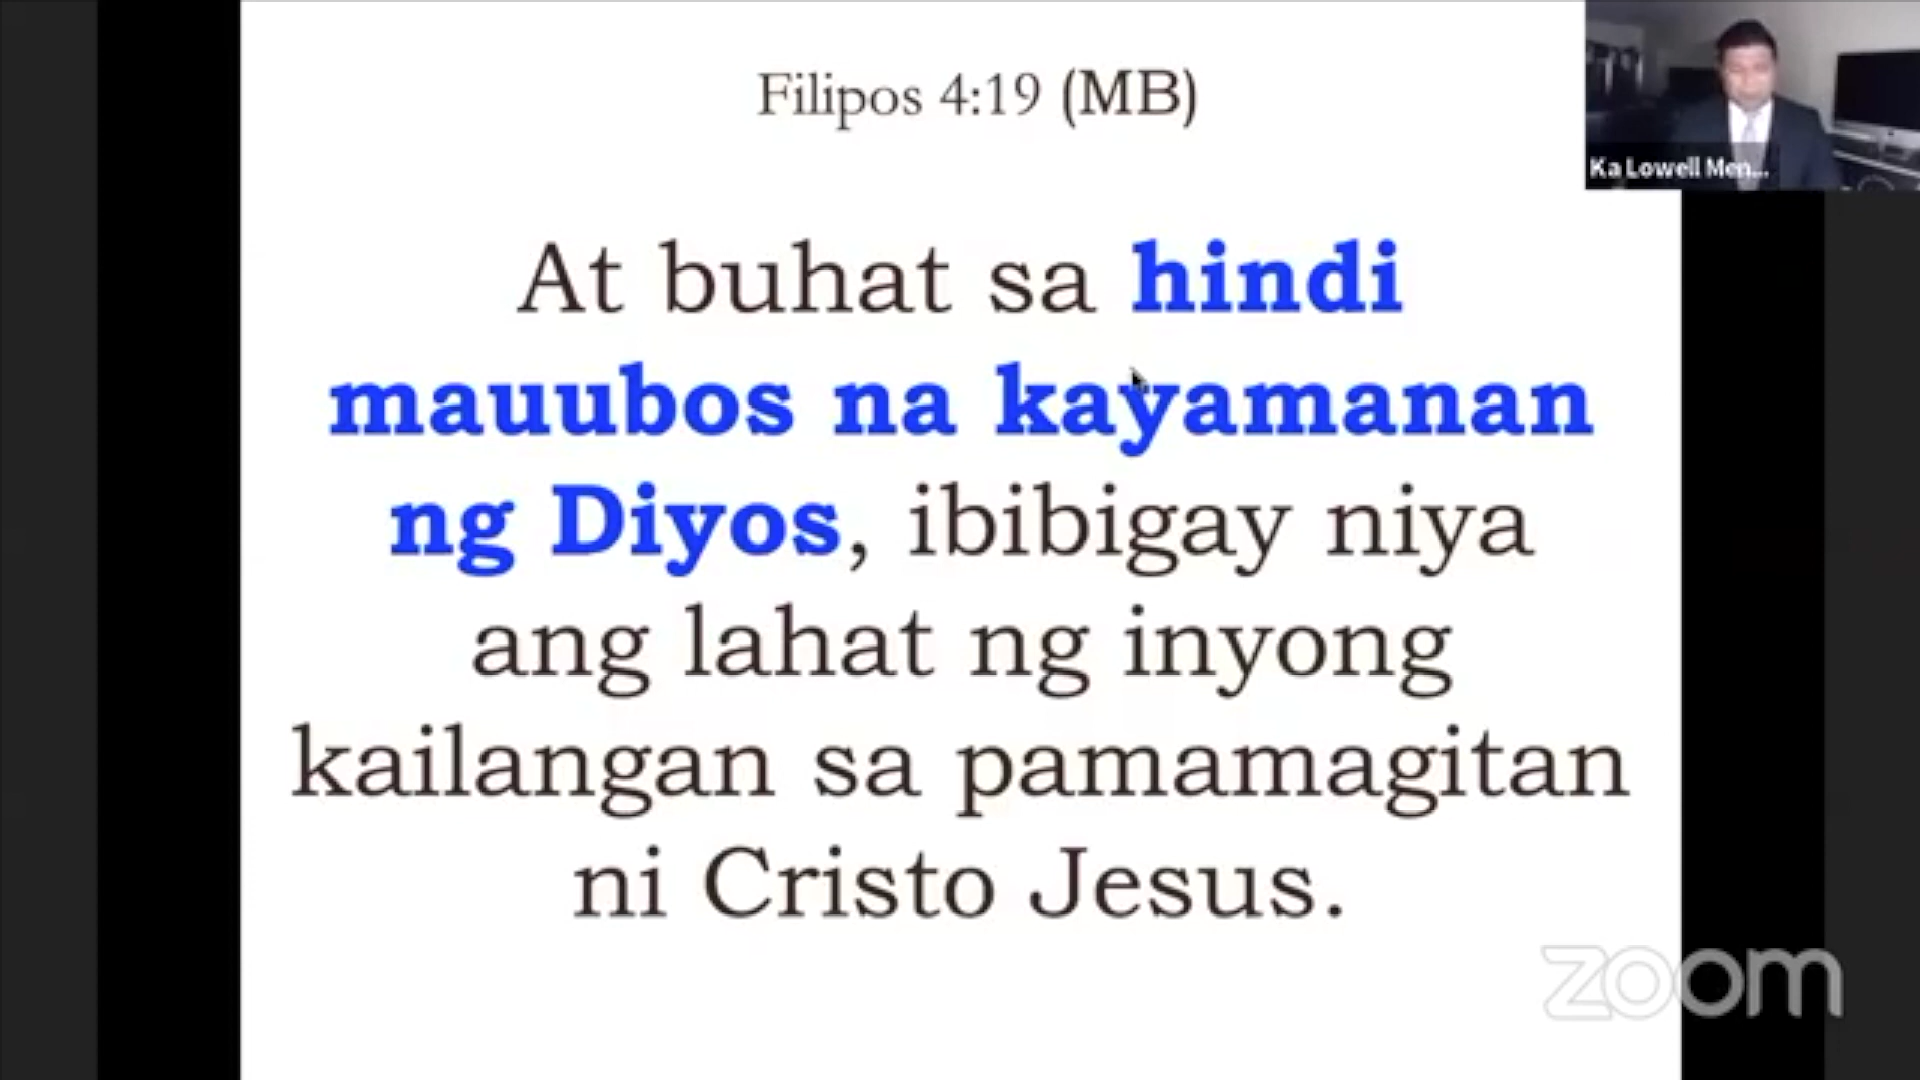 Filipos 4:19 (MB)
Ka Lowell Men...
At buhat sa hindi
mauubos na kayamanan
ng Diyos, ibibigay niya
ang lahat ng inyong
kailangan sa pamamagitan
ni Cristo Jesus.
zoom